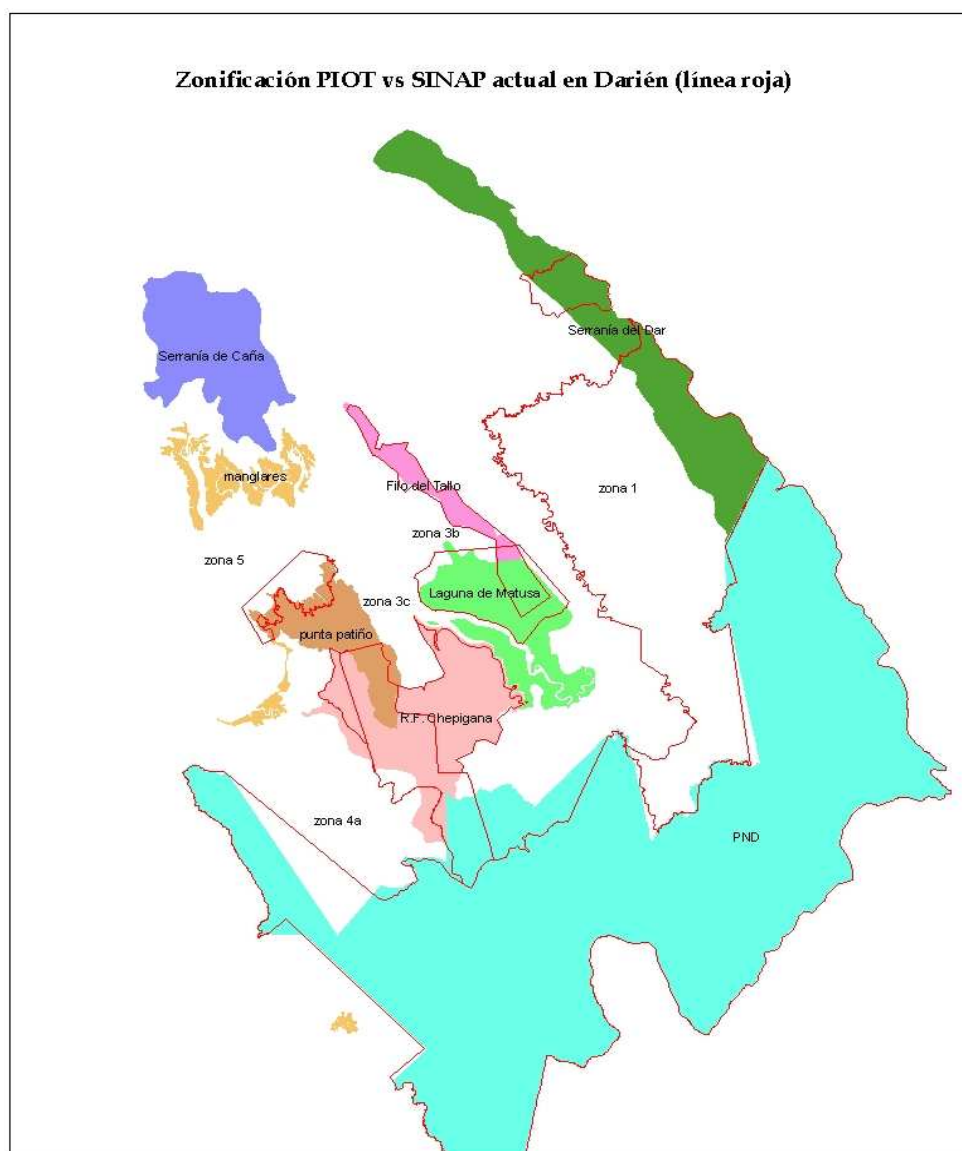 Zonificación PIOT vs SINAP actual en Darién (línea roja)
Serranía del Dar
Serranía de Caña
manglares
Filo del Tallo
zona 1
zona 3b
zona 5
Laguna de Matusa
zona 3c
punta patiño
R.F. Chepigana
zona 4a
PND